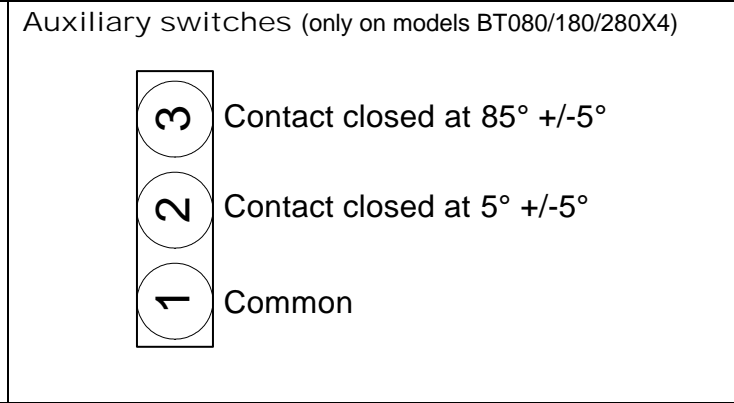 Auxiliary switches (only on models BT080/180/280X4)
3 Contact closed at 85° +/-5°
2 Contact closed at 5° +/-5°
1 Common